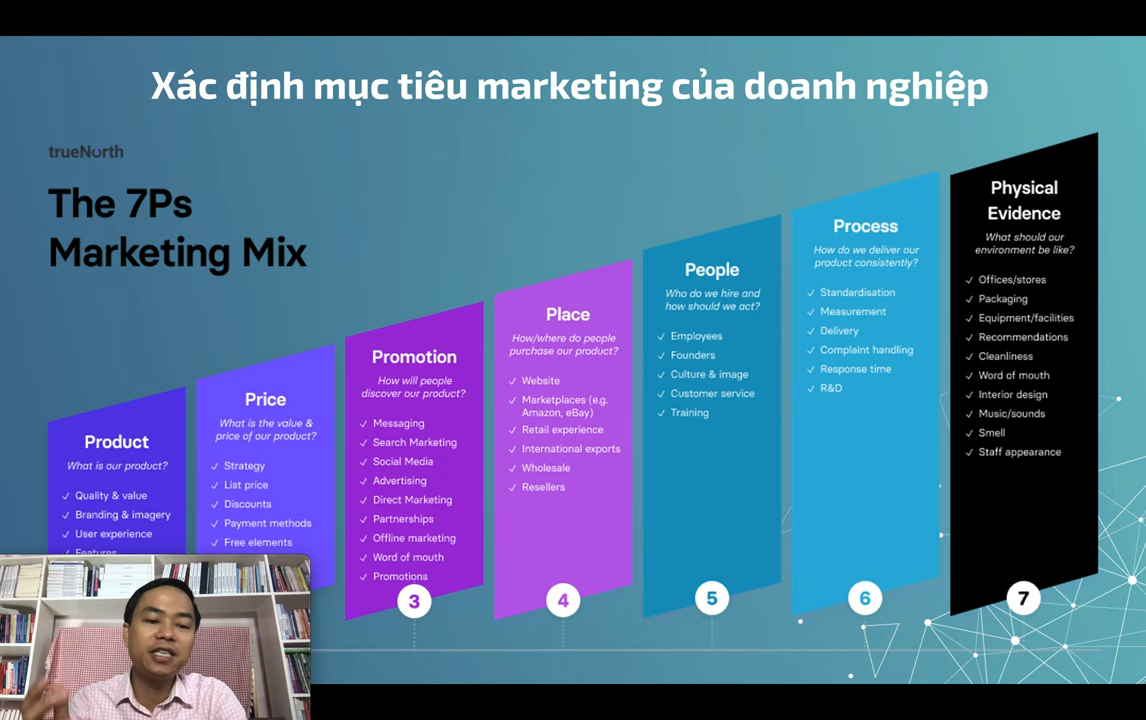 Xác định mục tiêu marketing của doanh nghiệp
trueNorth
The 7Ps
Marketing Mix
Product
What is our product?
✓ Quality & value
✓ Branding & imagery
✓ User experience
✓ Features
Price
What is the value &
price of our product?
✓ Strategy
✓ List price
✓ Discounts
✓ Payment methods
✓ Free elements
Promotion
How will people
discover our product?
✓ Messaging
✓ Search Marketing
✓ Social Media
✓ Advertising
✓ Direct Marketing
✓ Partnerships
✓ Offline marketing
✓ Word of mouth
✓ Promotions
3
Place
How/where do people
purchase our product?
✓ Website
✓ Marketplaces (e.g.
Amazon, eBay)
✓ Retail experience
✓ International exports
✓ Wholesale
✓ Resellers
4
People
Who do we hire and
how should we act?
✓ Employees
✓ Founders
✓ Culture & image
✓ Customer service
✓ Training
5
Process
How do we deliver our
product consistently?
✓ Standardisation
✓ Measurement
✓ Delivery
✓ Complaint handling
✓ Response time
✓ R&D
6
Physical
Evidence
What should our
environment be like?
✓ Offices/stores
✓ Packaging
✓ Equipment/facilities
✓ Recommendations
✓ Cleanliness
✓ Word of mouth
✓ Interior design
✓ Music/sounds
✓ Smell
✓ Staff appearance
7